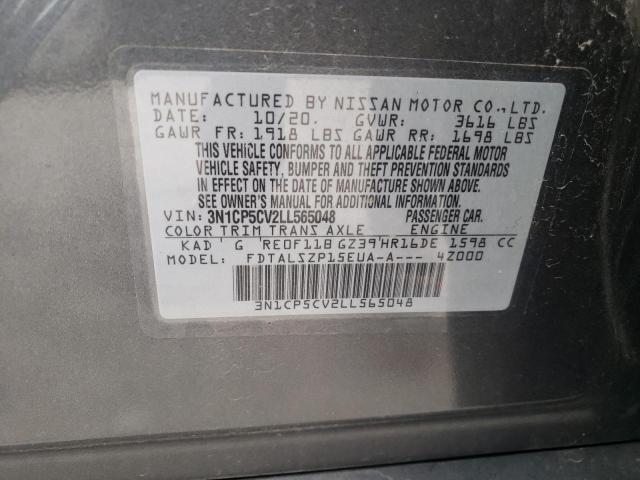 MANUFACTURED BY NISSAN MOTOR CO.,LTD.
DATE: 10/20. GVWR: 3616 LBS
GAWR FR: 1918 LBS GAWR RR: 1698 LBS
THIS VEHICLE CONFORMS TO ALL APPLICABLE FEDERAL MOTOR
VEHICLE SAFETY, BUMPER AND THEFT PREVENTION STANDARDS
IN EFFECT ON THE DATE OF MANUFACTURE SHOWN ABOVE.
SEE OWNER'S MANUAL FOR ADDITIONAL INFORMATION.
VIN: 3N1CP5CV2LL565048 PASSENGER CAR.
COLOR TRIM TRANS AXLE ENGINE
KAD G RE0F11B GZ39 HR16DE 1598 CC
MODEL: FDTALSZP15EUA-A--- 4Z000
3N1CP5CV2LL565048